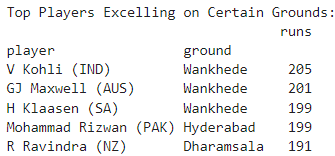 Top Players Excelling on Certain Grounds:
runs
player ground
V Kohli (IND) Wankhede 205
GJ Maxwell (AUS) Wankhede 201
H Klaasen (SA) Wankhede 199
Mohammad Rizwan (PAK) Hyderabad 199
R Ravindra (NZ) Dharamsala 191